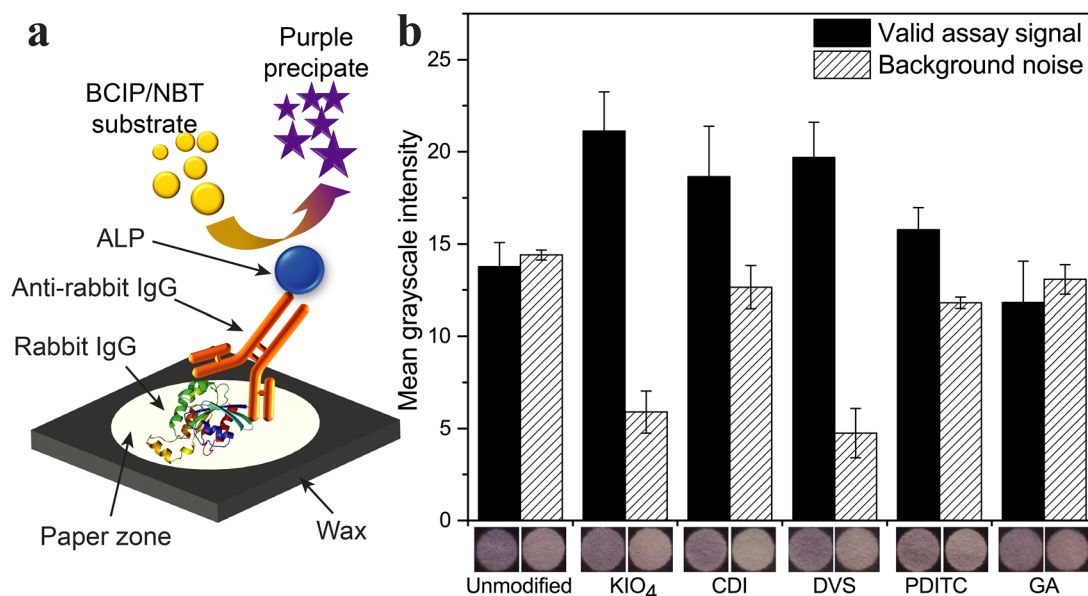 a
BCIP/NBT
substrate
Purple
precipate
ALP
Anti-rabbit IgG
Rabbit IgG
Paper zone
Wax
b
Valid assay signal
Background noise
Mean grayscale intensity
25
20
15
10
5
0
Unmodified
KIO₄
CDI
DVS
PDITC
GA